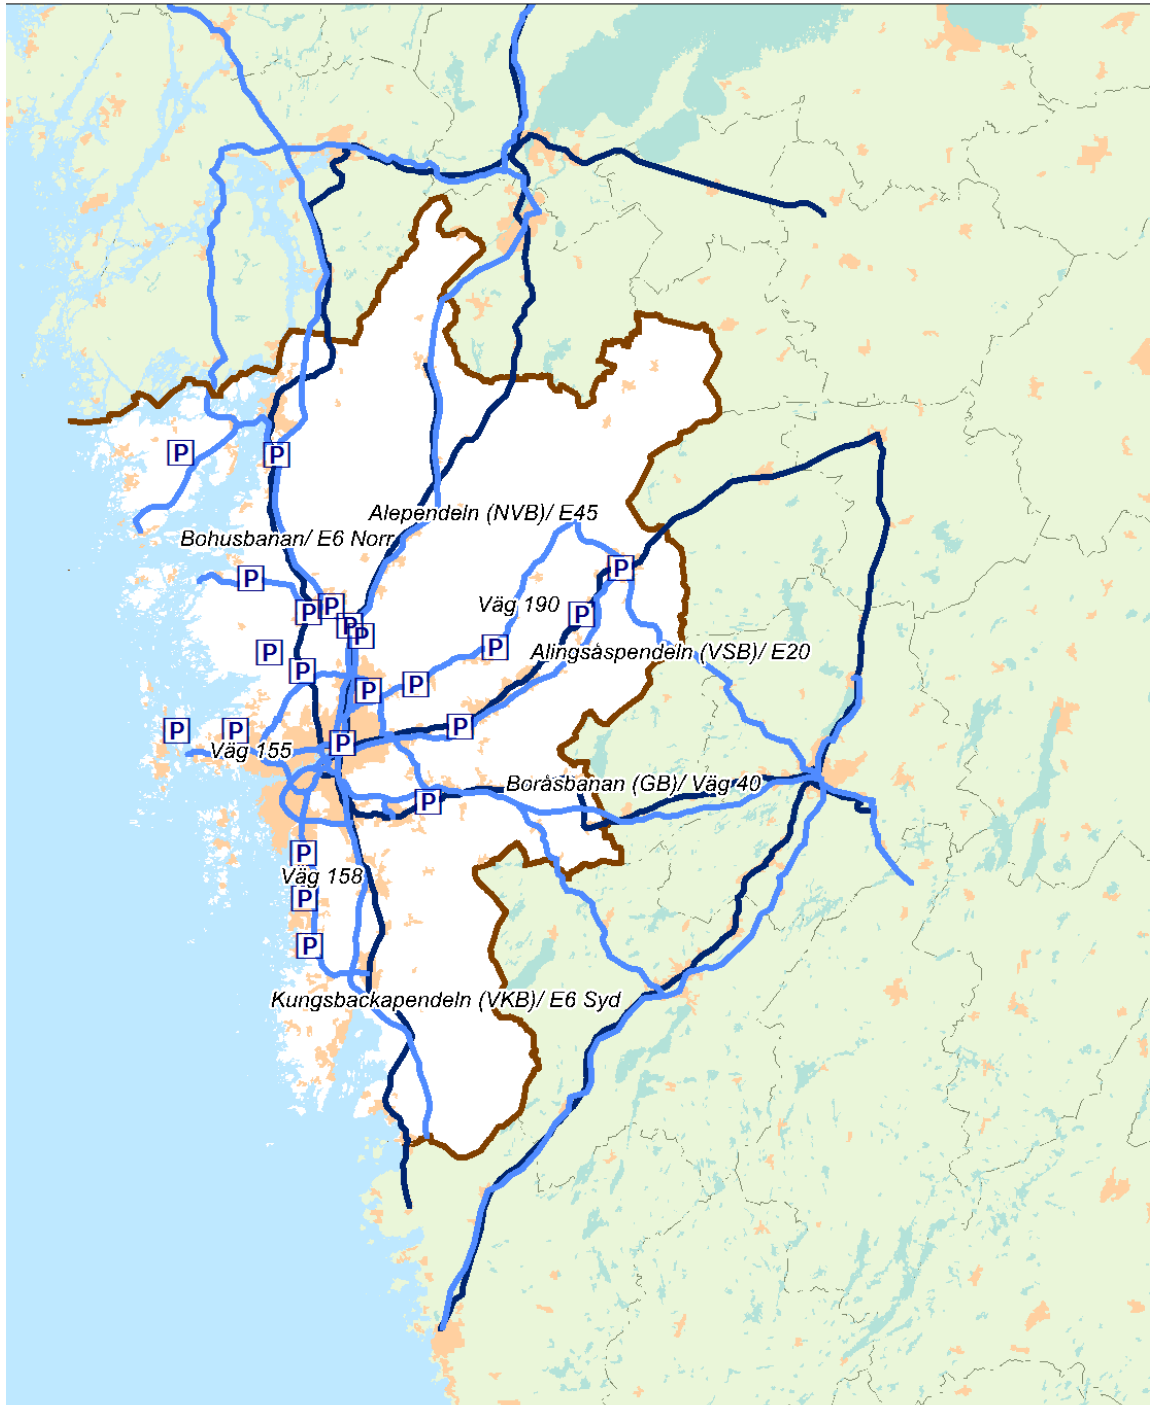 P
P
Alependeln (NVB)/ E45
Bohusbanan/ E6 Norr
P
P
P
P
Väg 190
P
P
P
P
P
Alingsåspendeln (VSB)/ E20
P
P
P
P
P
P
Väg 155
P
P
Boråsbanan (GB)/ Väg 40
P
P
Väg 158
P
P
Kungsbackapendeln (VKB)/ E6 Syd